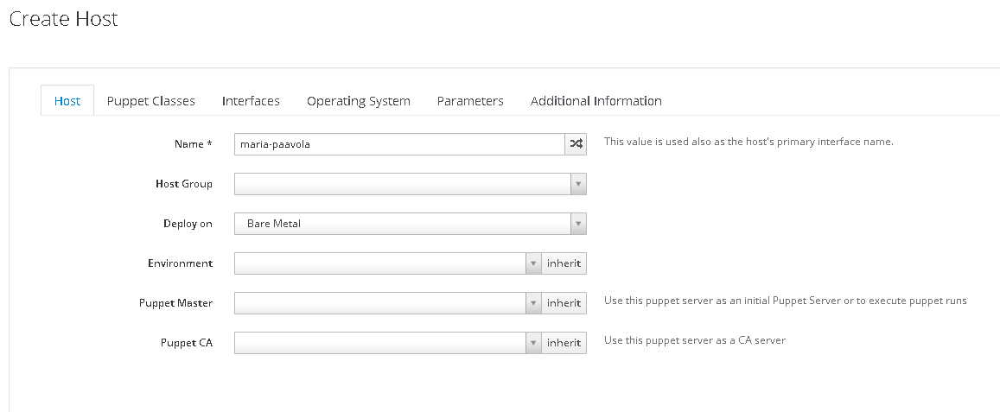 Create Host
Host Puppet Classes Interfaces Operating System Parameters Additional Information
Name * maria-paavola This value is used also as the host's primary interface name.
Host Group
Deploy on Bare Metal
Environment inherit
Puppet Master inherit Use this puppet server as an initial Puppet Server or to execute puppet runs
Puppet CA inherit Use this puppet server as a CA server